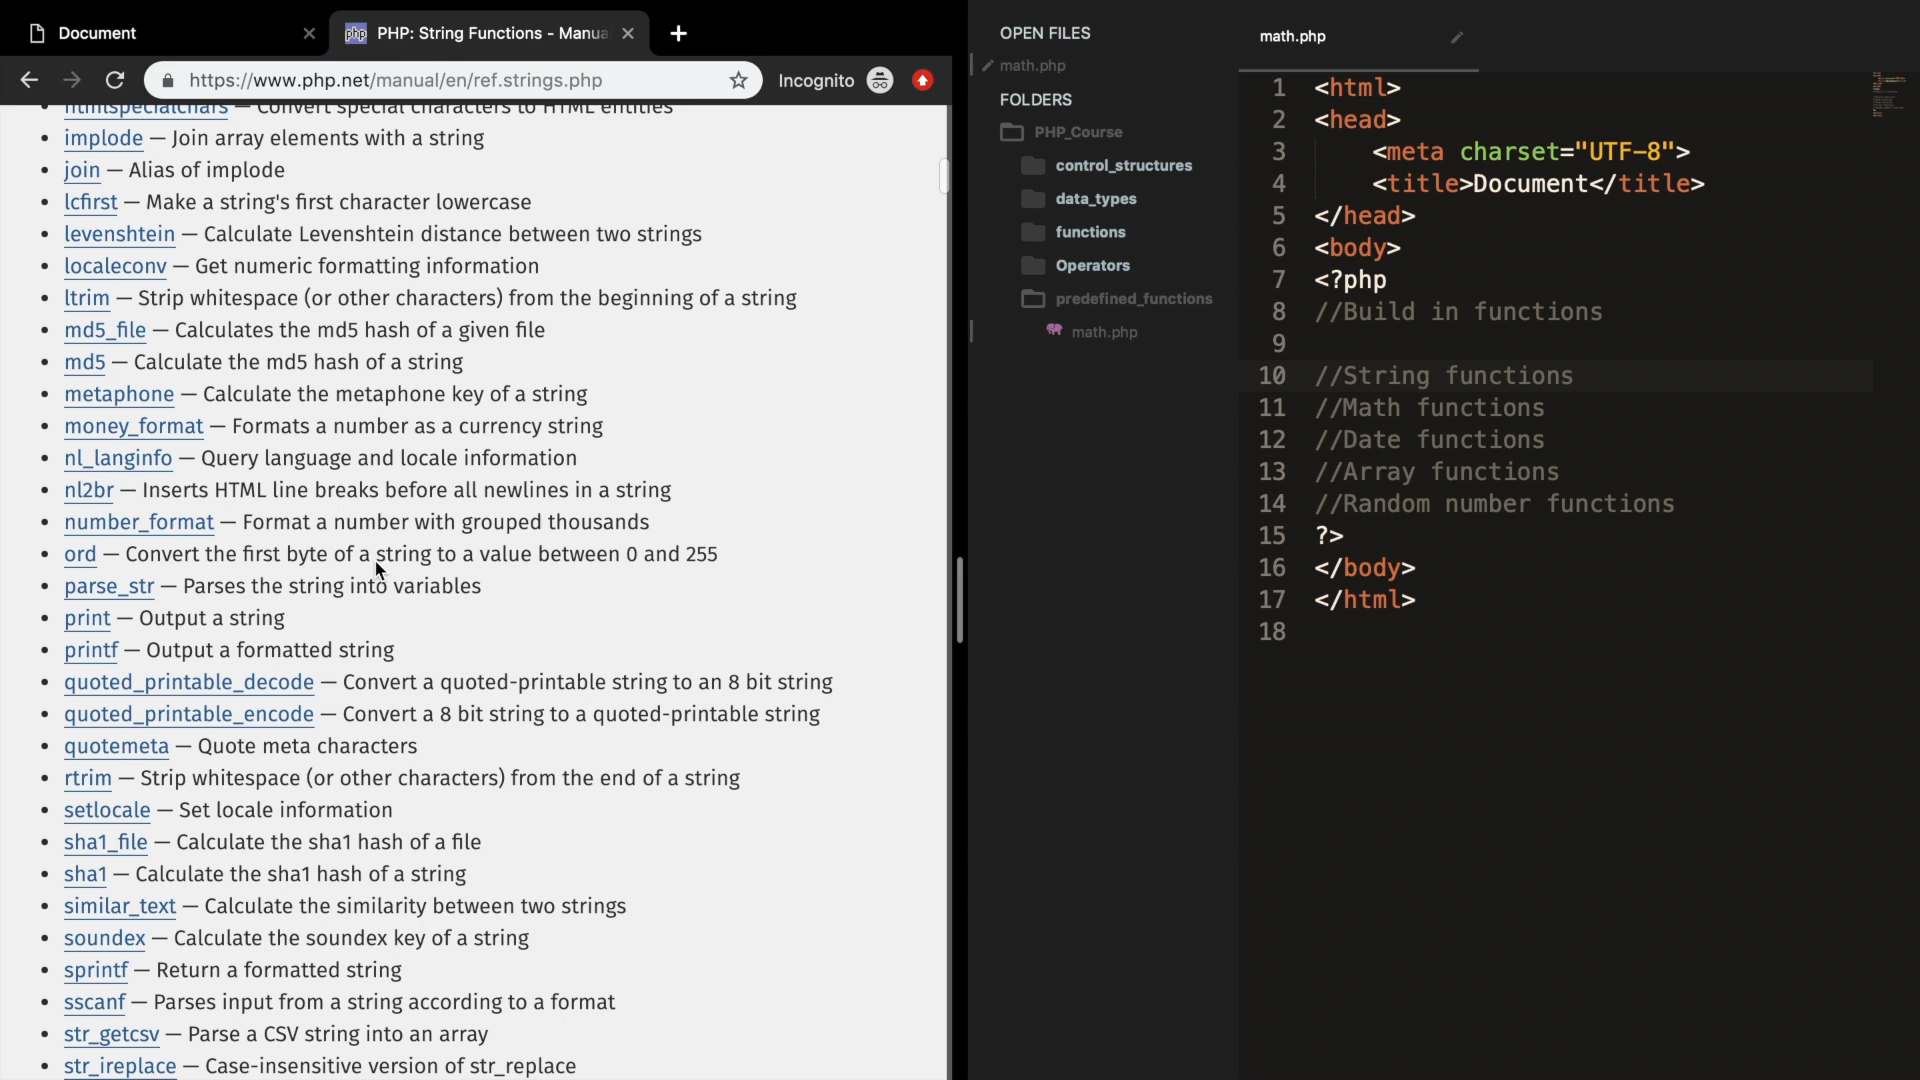 Document
PHP: String Functions - Manua
https://www.php.net/manual/en/ref.strings.php
Incognito
htmlspecialchars — Convert special characters to HTML entities
implode — Join array elements with a string
join — Alias of implode
lcfirst — Make a string's first character lowercase
levenshtein — Calculate Levenshtein distance between two strings
localeconv — Get numeric formatting information
ltrim — Strip whitespace (or other characters) from the beginning of a string
md5_file — Calculates the md5 hash of a given file
md5 — Calculate the md5 hash of a string
metaphone — Calculate the metaphone key of a string
money_format — Formats a number as a currency string
nl_langinfo — Query language and locale information
nl2br — Inserts HTML line breaks before all newlines in a string
number_format — Format a number with grouped thousands
ord — Convert the first byte of a string to a value between 0 and 255
parse_str — Parses the string into variables
print — Output a string
printf — Output a formatted string
quoted_printable_decode — Convert a quoted-printable string to an 8 bit string
quoted_printable_encode — Convert a 8 bit string to a quoted-printable string
quotemeta — Quote meta characters
rtrim — Strip whitespace (or other characters) from the end of a string
setlocale — Set locale information
sha1_file — Calculate the sha1 hash of a file
sha1 — Calculate the sha1 hash of a string
similar_text — Calculate the similarity between two strings
soundex — Calculate the soundex key of a string
sprintf — Return a formatted string
sscanf — Parses input from a string according to a format
str_getcsv — Parse a CSV string into an array
str_ireplace — Case-insensitive version of str_replace
OPEN FILES
math.php
FOLDERS
PHP_Course
control_structures
data_types
functions
Operators
predefined_functions
math.php
math.php
1 <html>
2 <head>
3 <meta charset="UTF-8">
4 <title>Document</title>
5 </head>
6 <body>
7 <?php
8 //Build in functions
9
10 //String functions
11 //Math functions
12 //Date functions
13 //Array functions
14 //Random number functions
15 ?>
16 </body>
17 </html>
18